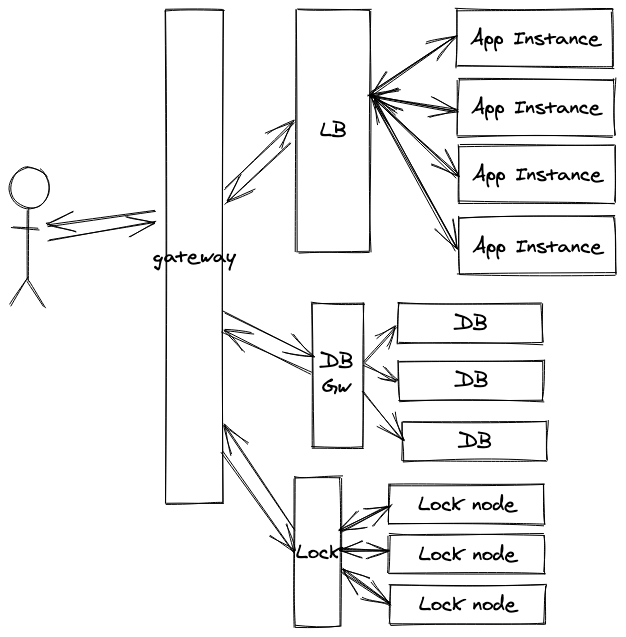 gateway
LB
App Instance
App Instance
App Instance
App Instance
DB
Gw
DB
DB
DB
Lock
Lock node
Lock node
Lock node